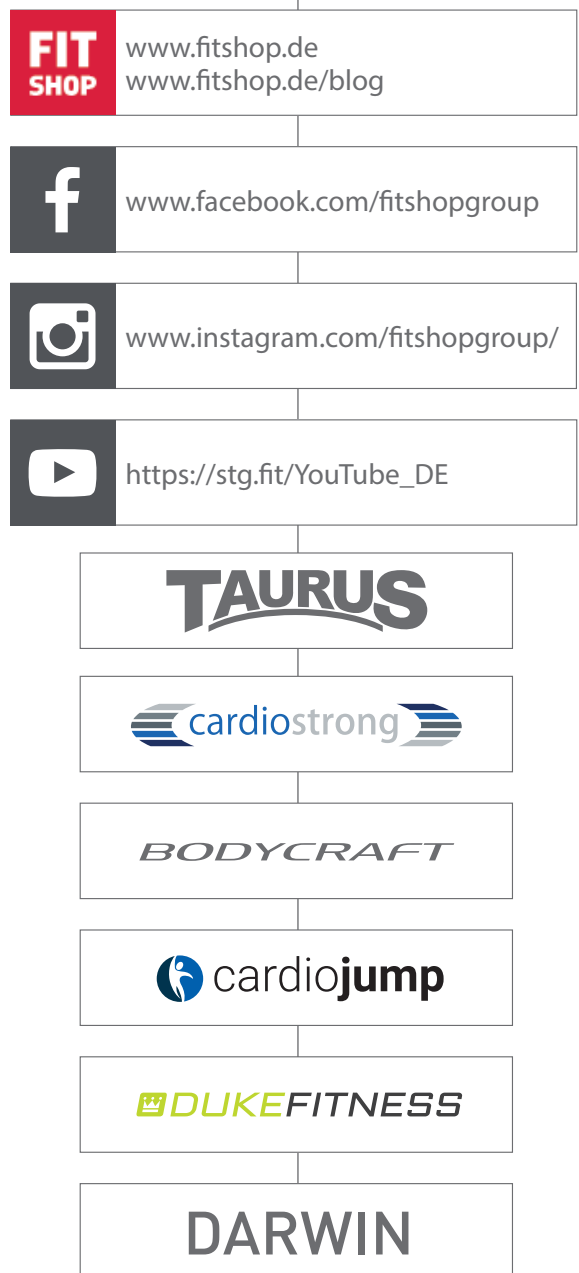 FIT
SHOP
www.fitshop.de
www.fitshop.de/blog
f
www.facebook.com/fitshopgroup
www.instagram.com/fitshopgroup/
https://stg.fit/YouTube_DE
TAURUS
cardiostrong
BODYCRAFT
cardiojump
DUKEFITNESS
DARWIN